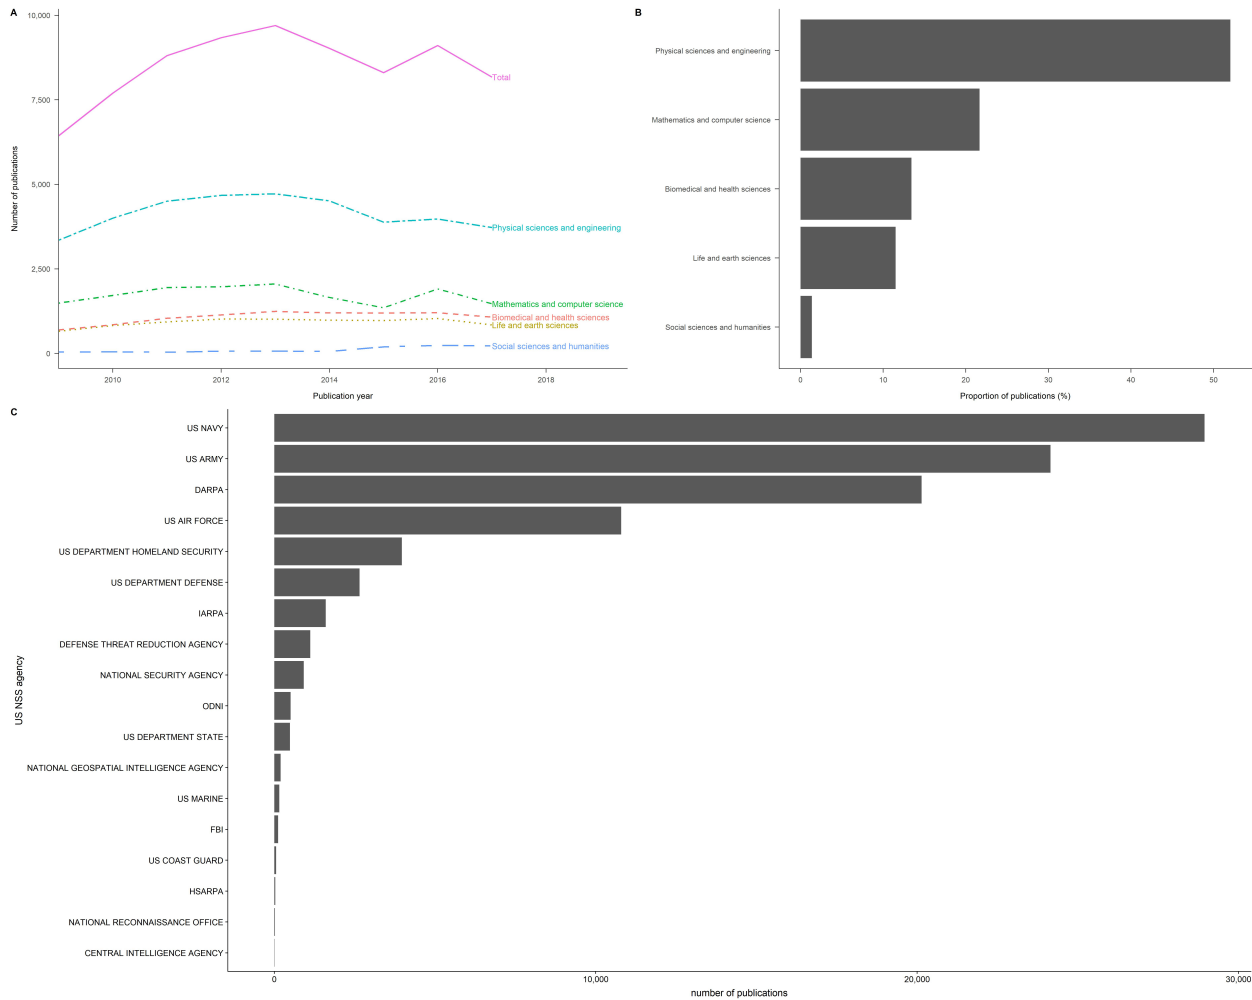 A
10,000
7,500
5,000
2,500
0
Number of publications
Total
Physical sciences and engineering
Mathematics and computer science
Biomedical and health sciences
Life and earth sciences
Social sciences and humanities
2010
2012
2014
2016
2018
Publication year
B
Physical sciences and engineering
Mathematics and computer science
Biomedical and health sciences
Life and earth sciences
Social sciences and humanities
0
10
20
30
40
50
Proportion of publications (%)
C
US NSS agency
US NAVY
US ARMY
DARPA
US AIR FORCE
US DEPARTMENT HOMELAND SECURITY
US DEPARTMENT DEFENSE
IARPA
DEFENSE THREAT REDUCTION AGENCY
NATIONAL SECURITY AGENCY
ODNI
US DEPARTMENT STATE
NATIONAL GEOSPATIAL INTELLIGENCE AGENCY
US MARINE
FBI
US COAST GUARD
HSARPA
NATIONAL RECONNAISSANCE OFFICE
CENTRAL INTELLIGENCE AGENCY
0
10,000
20,000
30,000
number of publications